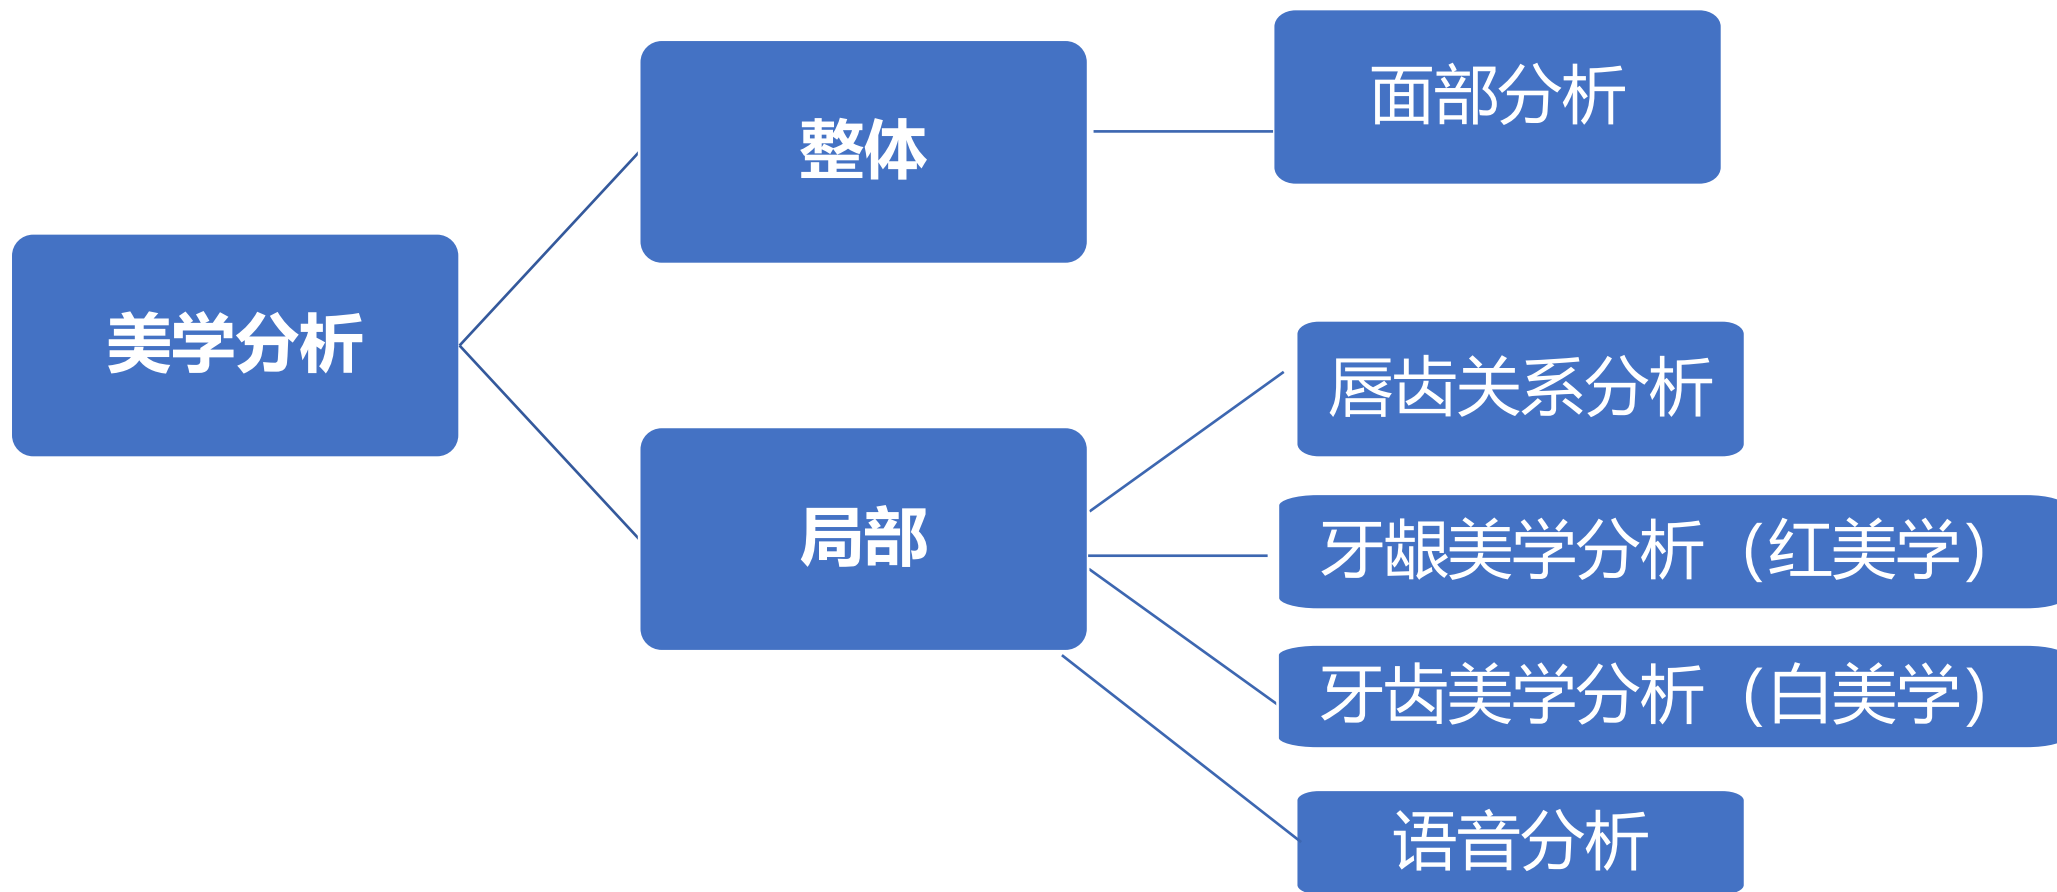 美学分析
整体
面部分析
局部
唇齿关系分析
牙龈美学分析（红美学）
牙齿美学分析（白美学）
语音分析